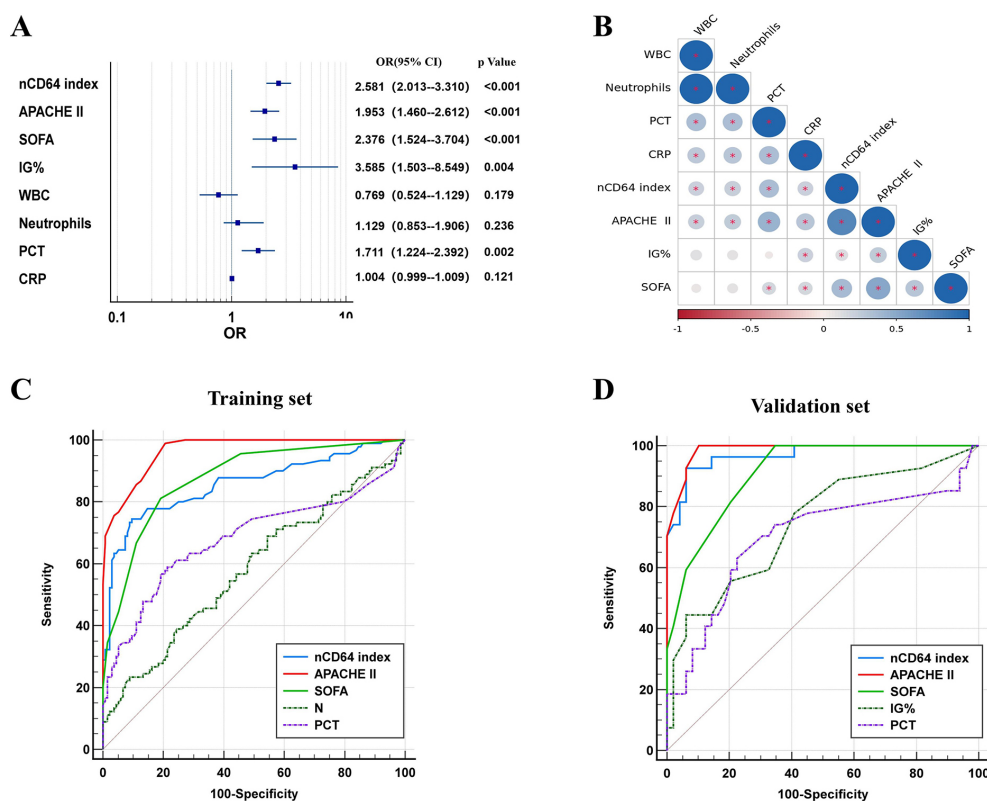 A
OR(95% CI) p Value
nCD64 index 2.581 (2.013--3.310) <0.001
APACHE II 1.953 (1.460--2.612) <0.001
SOFA 2.376 (1.524--3.704) <0.001
IG% 3.585 (1.503--8.549) 0.004
WBC 0.769 (0.524--1.129) 0.179
Neutrophils 1.129 (0.853--1.906) 0.236
PCT 1.711 (1.224--2.392) 0.002
CRP 1.004 (0.999--1.009) 0.121
0.1 1 10
OR
B
WBC
Neutrophils
PCT
CRP
nCD64 index
APACHE II
IG%
SOFA
WBC
Neutrophils
PCT
CRP
nCD64 index
APACHE II
IG%
SOFA
-1 -0.5 0 0.5 1
C
Training set
100
80
60
40
20
0
Sensitivity
0 20 40 60 80 100
100-Specificity
nCD64 index
APACHE II
SOFA
N
PCT
D
Validation set
100
80
60
40
20
0
Sensitivity
0 20 40 60 80 100
100-Specificity
nCD64 index
APACHE II
SOFA
IG%
PCT